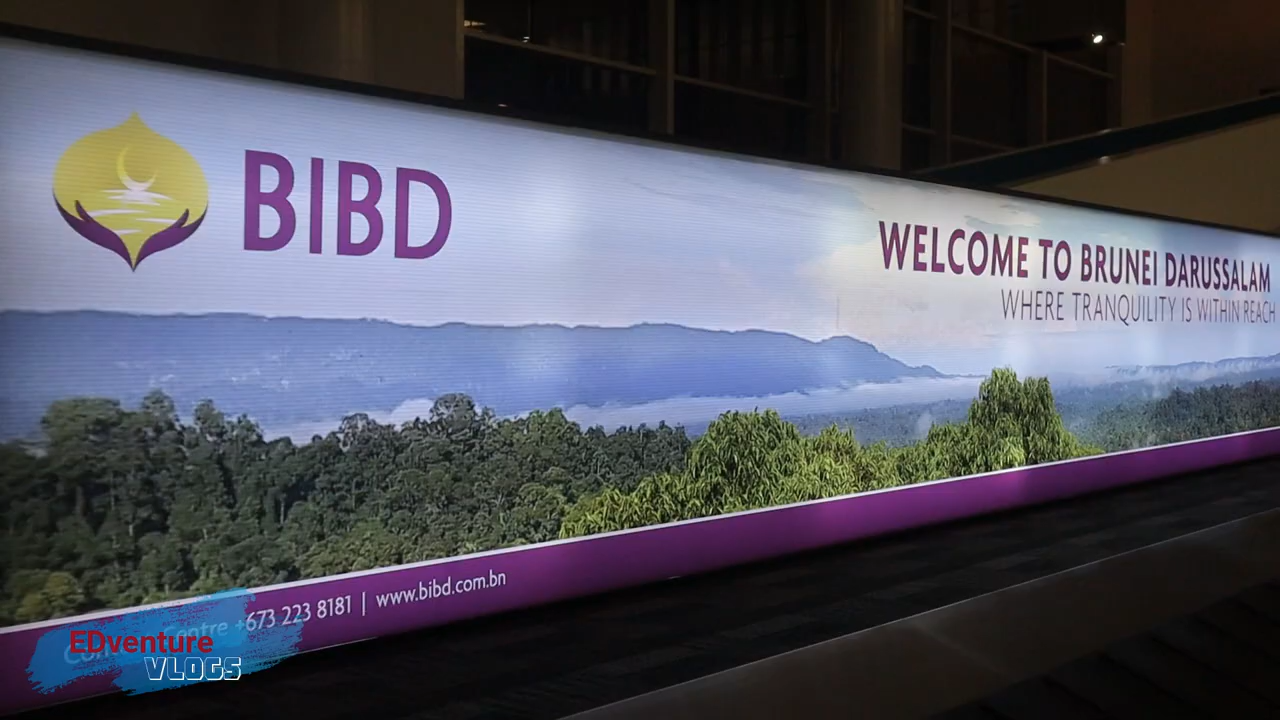 BIBD
WELCOME TO BRUNEI DARUSSALAM
WHERE TRANQUILITY IS WITHIN REACH
Centre +673 223 8181 | www.bibd.com.bn
EDventure
VLOGS